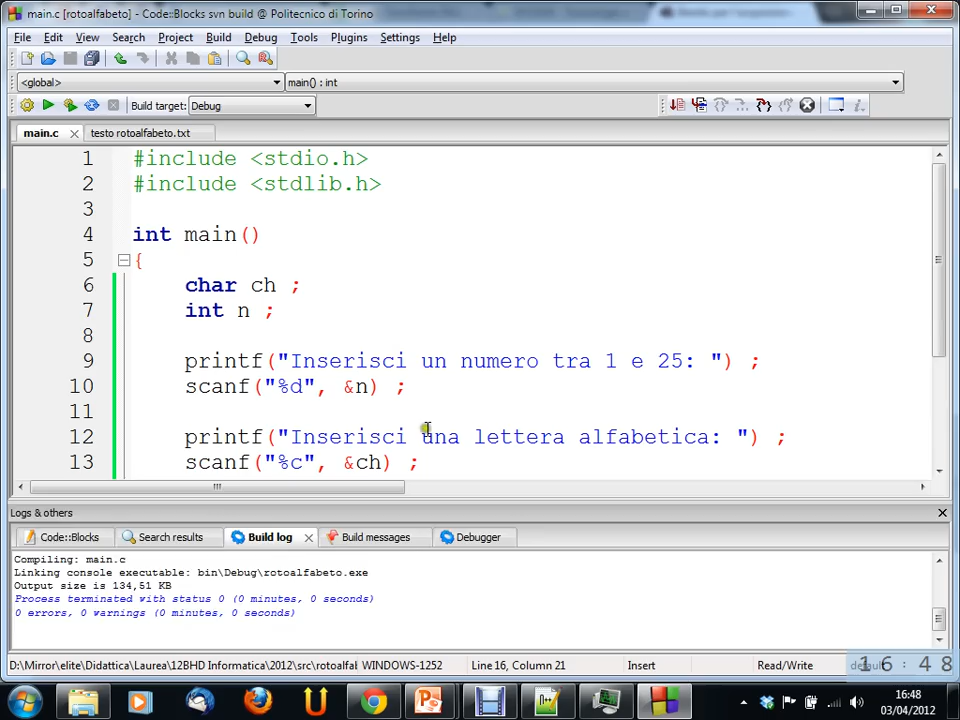 main.c [rotoalfabeto] - Code::Blocks svn build @ Politecnico di Torino
File Edit View Search Project Build Debug Tools Plugins Settings Help
<global> main() : int
Build target: Debug
main.c testo rotoalfabeto.txt
1 #include <stdio.h>
2 #include <stdlib.h>
3
4 int main()
5 {
6 char ch ;
7 int n ;
8
9 printf("Inserisci un numero tra 1 e 25: ") ;
10 scanf("%d", &n) ;
11
12 printf("Inserisci una lettera alfabetica: ") ;
13 scanf("%c", &ch) ;
Logs & others
Code::Blocks Search results Build log Build messages Debugger
Compiling: main.c
Linking console executable: bin\Debug\rotoalfabeto.exe
Output size is 134,51 KB
Process terminated with status 0 (0 minutes, 0 seconds)
0 errors, 0 warnings (0 minutes, 0 seconds)
D:\Mirror\elite\Didattica\Laurea\12BHD Informatica\2012\src\rotoalfab WINDOWS-1252 Line 16, Column 21 Insert Read/Write default
16:48
16:48
03/04/2012